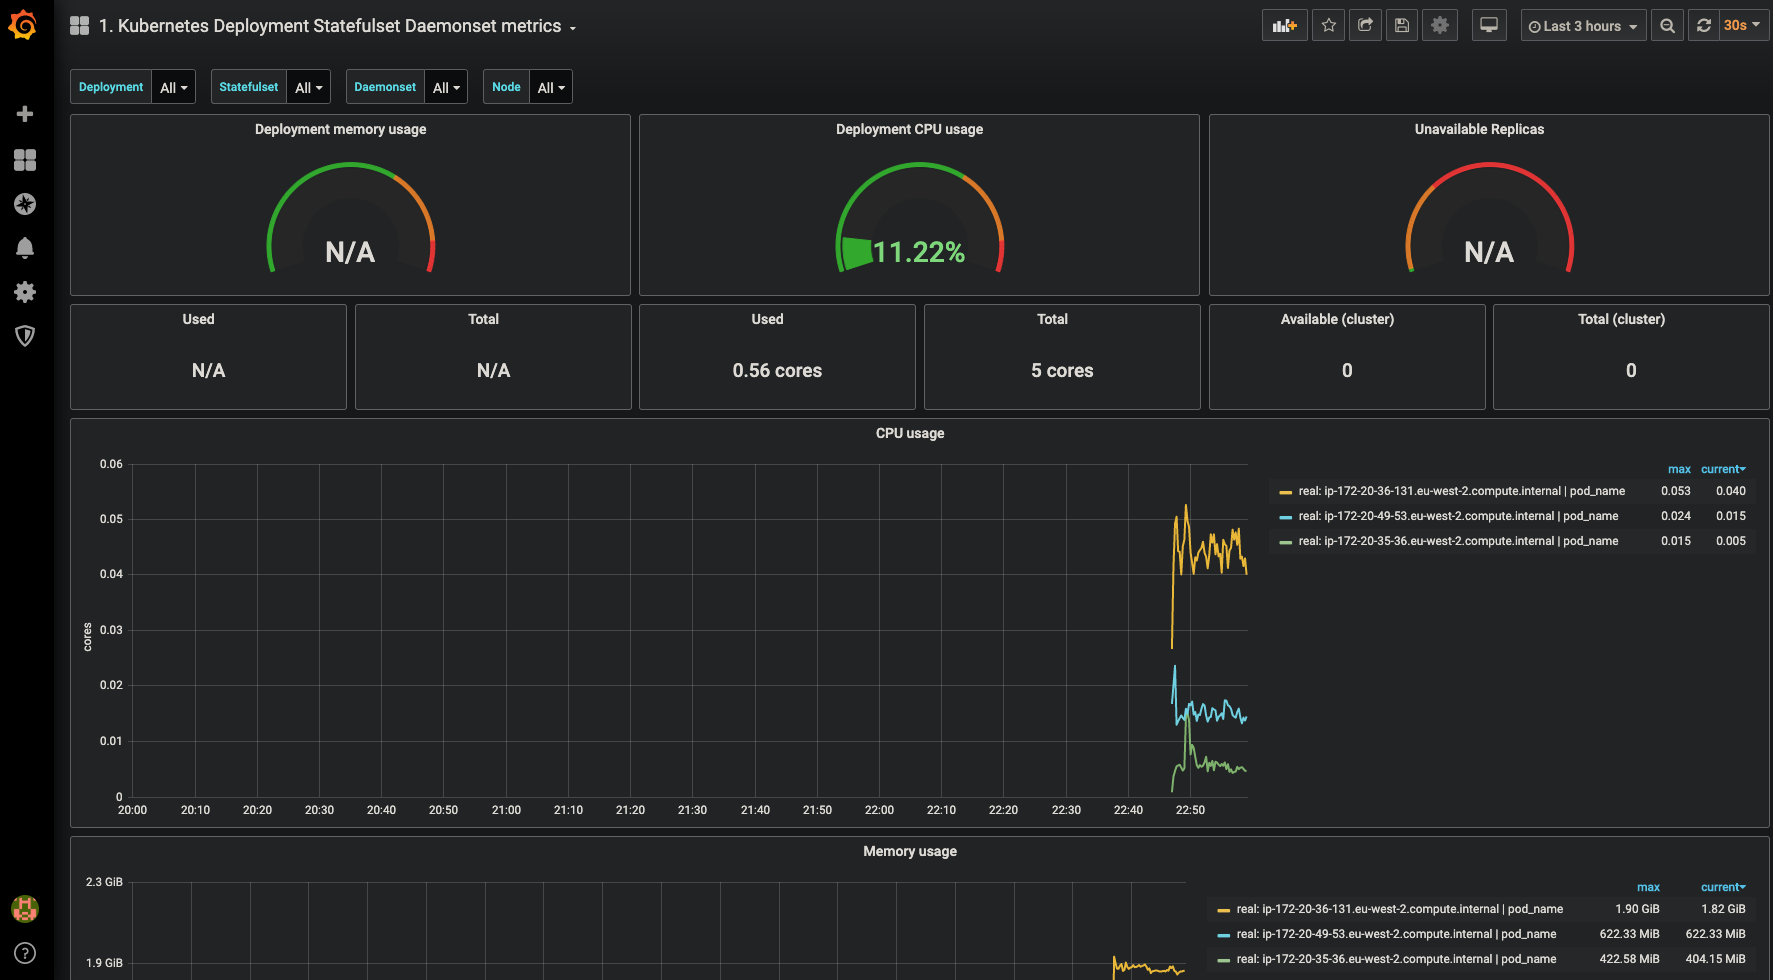 1. Kubernetes Deployment Statefulset Daemonset metrics
Last 3 hours
30s
Deployment All
Statefulset All
Daemonset All
Node All
Deployment memory usage
N/A
Deployment CPU usage
11.22%
Unavailable Replicas
N/A
Used
N/A
Total
N/A
Used
0.56 cores
Total
5 cores
Available (cluster)
0
Total (cluster)
0
CPU usage
cores
0.06
0.05
0.04
0.03
0.02
0.01
0
20:00 20:10 20:20 20:30 20:40 20:50 21:00 21:10 21:20 21:30 21:40 21:50 22:00 22:10 22:20 22:30 22:40 22:50
max current
real: ip-172-20-36-131.eu-west-2.compute.internal | pod_name 0.053 0.040
real: ip-172-20-49-53.eu-west-2.compute.internal | pod_name 0.024 0.015
real: ip-172-20-35-36.eu-west-2.compute.internal | pod_name 0.015 0.005
Memory usage
2.3 GiB
1.9 GiB
max current
real: ip-172-20-36-131.eu-west-2.compute.internal | pod_name 1.90 GiB 1.82 GiB
real: ip-172-20-49-53.eu-west-2.compute.internal | pod_name 622.33 MiB 622.33 MiB
real: ip-172-20-35-36.eu-west-2.compute.internal | pod_name 422.58 MiB 404.15 MiB
?